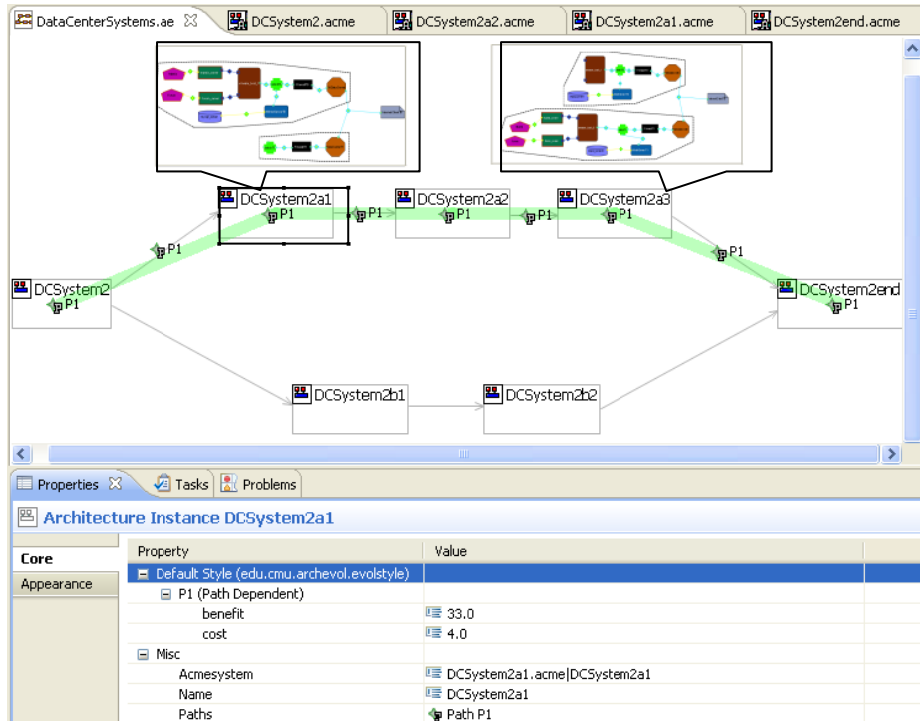 DataCenterSystems.ae DCSystem2.acme DCSystem2a2.acme DCSystem2a1.acme DCSystem2end.acme
DCSystem2a1 DCSystem2a2 DCSystem2a3
P1 P1 P1 P1 P1
P1 P1
DCSystem2 DCSystem2end
P1 P1
DCSystem2b1 DCSystem2b2
Properties Tasks Problems
Architecture Instance DCSystem2a1
Core Property Value
Appearance Default Style (edu.cmu.archevol.evolstyle)
P1 (Path Dependent)
benefit 33.0
cost 4.0
Misc
Acmesystem DCSystem2a1.acme|DCSystem2a1
Name DCSystem2a1
Paths Path P1